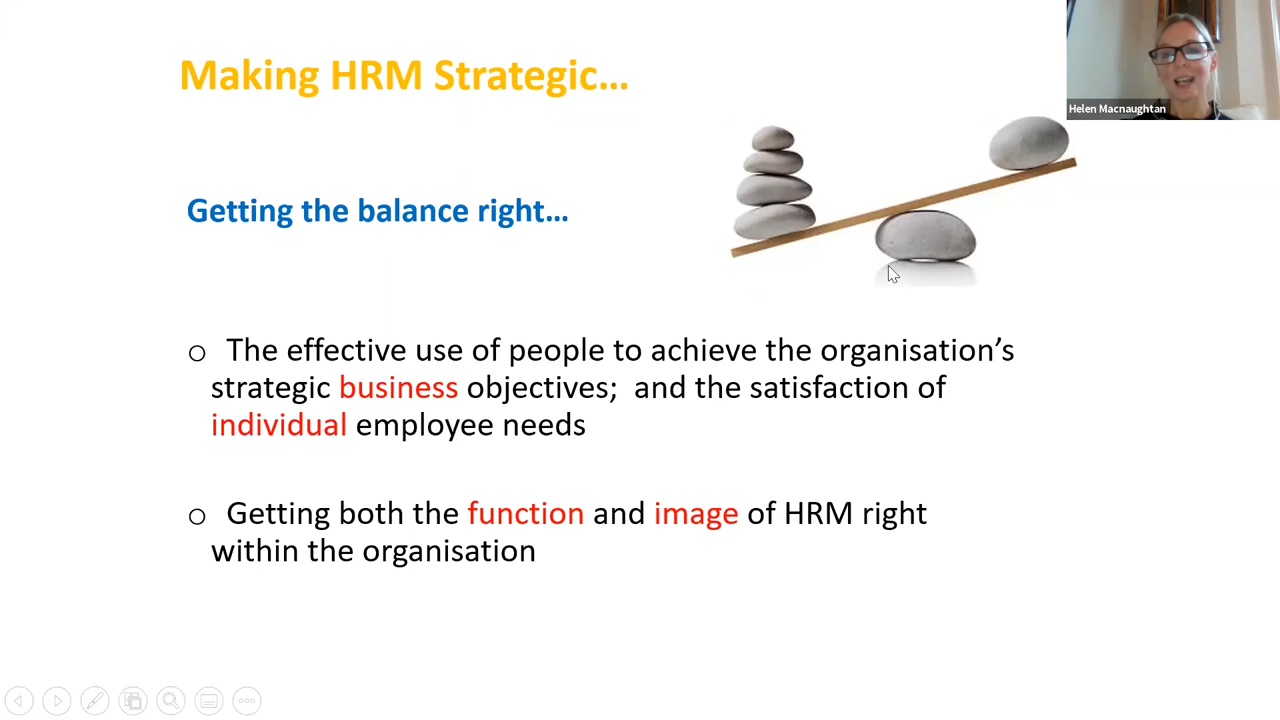 Making HRM Strategic…
Helen Macnaughtan
Getting the balance right…
o The effective use of people to achieve the organisation’s
strategic business objectives; and the satisfaction of
individual employee needs
o Getting both the function and image of HRM right
within the organisation